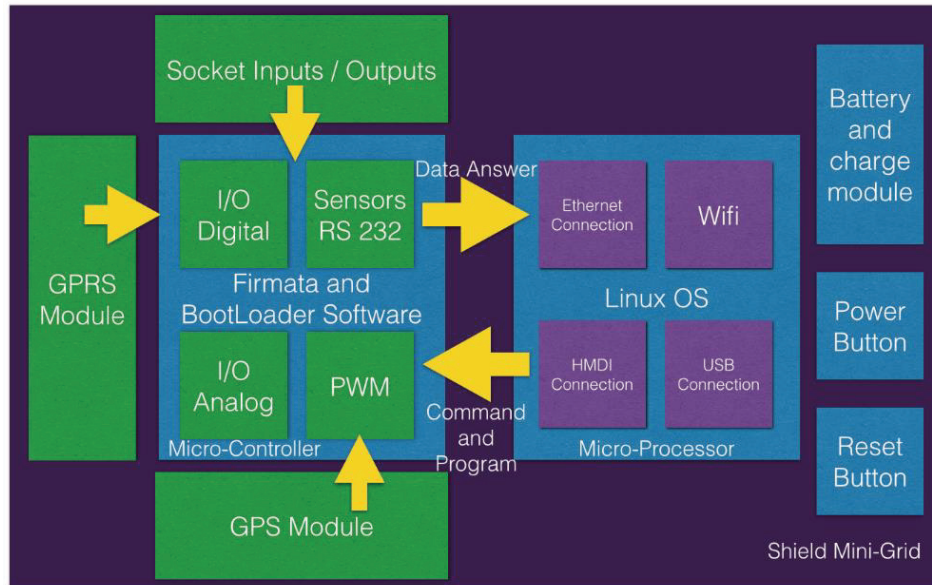 Socket Inputs / Outputs
GPRS
Module
I/O
Digital
Sensors
RS 232
Firmata and
BootLoader Software
I/O
Analog
PWM
Micro-Controller
GPS Module
Data Answer
Command
and
Program
Ethernet
Connection
Wifi
Linux OS
HMDI
Connection
USB
Connection
Micro-Processor
Battery
and
charge
module
Power
Button
Reset
Button
Shield Mini-Grid